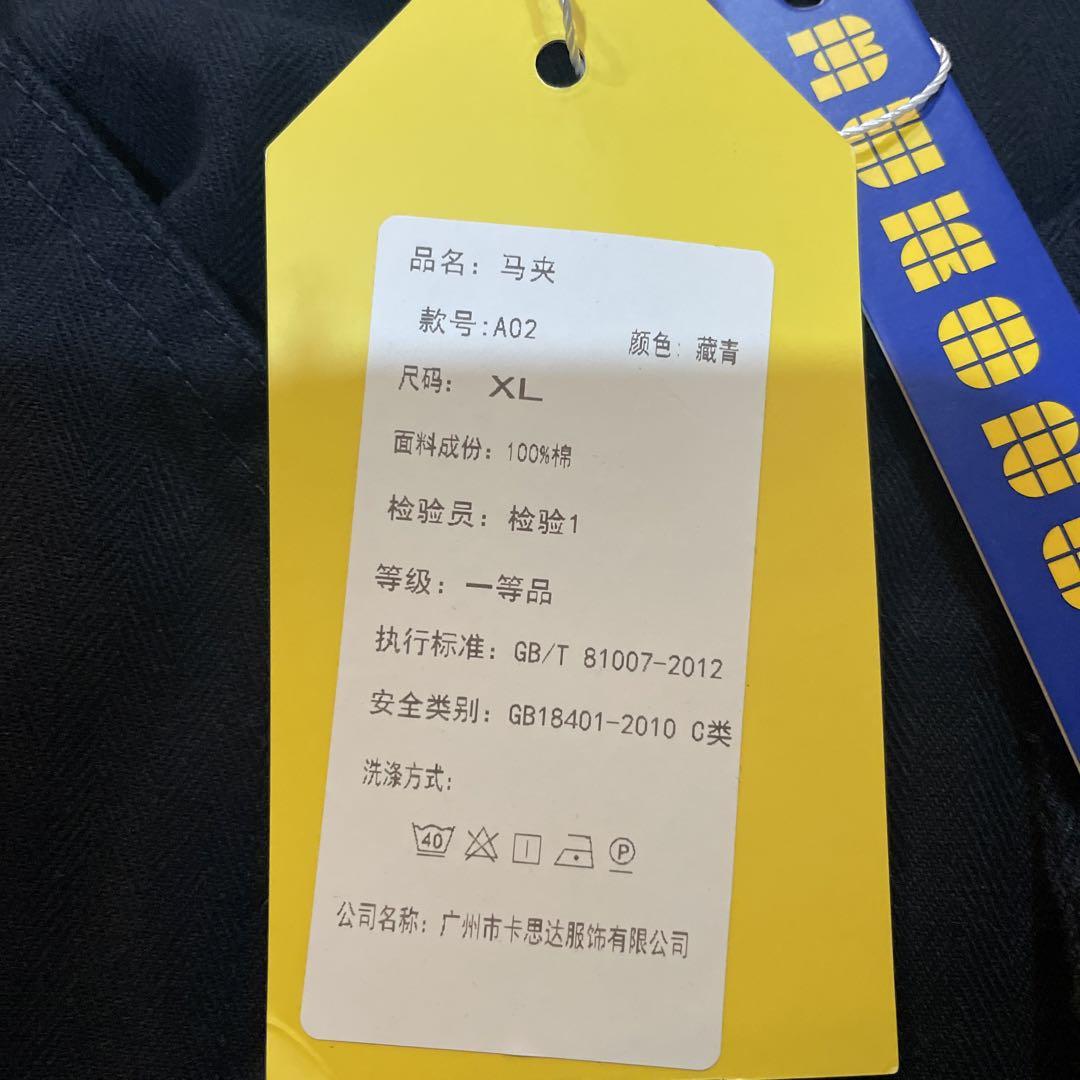 品名：马夹
款号:A02 颜色：藏青
尺码： XL
面料成份：100%棉
检验员：检验1
等级：一等品
执行标准：GB/T 81007-2012
安全类别：GB18401-2010 C类
洗涤方式：
40 P
公司名称：广州市卡思达服饰有限公司